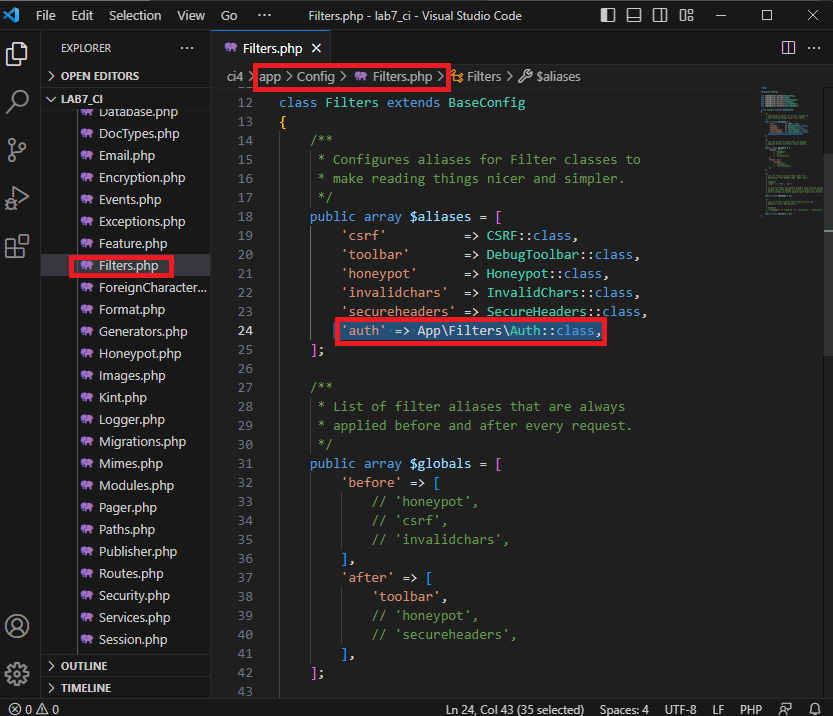 File Edit Selection View Go ··· Filters.php - lab7_ci - Visual Studio Code
EXPLORER ···
OPEN EDITORS
LAB7_CI
Database.php
DocTypes.php
Email.php
Encryption.php
Events.php
Exceptions.php
Feature.php
Filters.php
ForeignCharacter...
Format.php
Generators.php
Honeypot.php
Images.php
Kint.php
Logger.php
Migrations.php
Mimes.php
Modules.php
Pager.php
Paths.php
Publisher.php
Routes.php
Security.php
Services.php
Session.php
OUTLINE
TIMELINE
Filters.php
ci4 > app > Config > Filters.php > Filters > $aliases
12 class Filters extends BaseConfig
13 {
14     /**
15      * Configures aliases for Filter classes to
16      * make reading things nicer and simpler.
17      */
18     public array $aliases = [
19         'csrf'          => CSRF::class,
20         'toolbar'       => DebugToolbar::class,
21         'honeypot'      => Honeypot::class,
22         'invalidchars'  => InvalidChars::class,
23         'secureheaders' => SecureHeaders::class,
24         'auth' => App\Filters\Auth::class,
25     ];
26
27     /**
28      * List of filter aliases that are always
29      * applied before and after every request.
30      */
31     public array $globals = [
32         'before' => [
33             // 'honeypot',
34             // 'csrf',
35             // 'invalidchars',
36         ],
37         'after' => [
38             'toolbar',
39             // 'honeypot',
40             // 'secureheaders',
41         ],
42     ];
43
0 0 Ln 24, Col 43 (35 selected) Spaces: 4 UTF-8 LF PHP